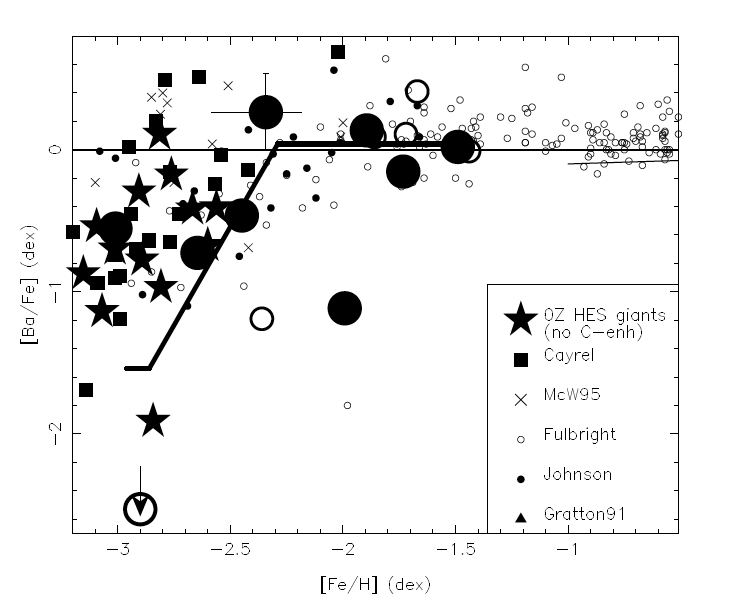 0
−1
−2
[Ba/Fe] (dex)
−3
−2.5
−2
−1.5
−1
[Fe/H] (dex)
OZ HES giants
(no C−enh)
Cayrel
McW95
Fulbright
Johnson
Gratton91